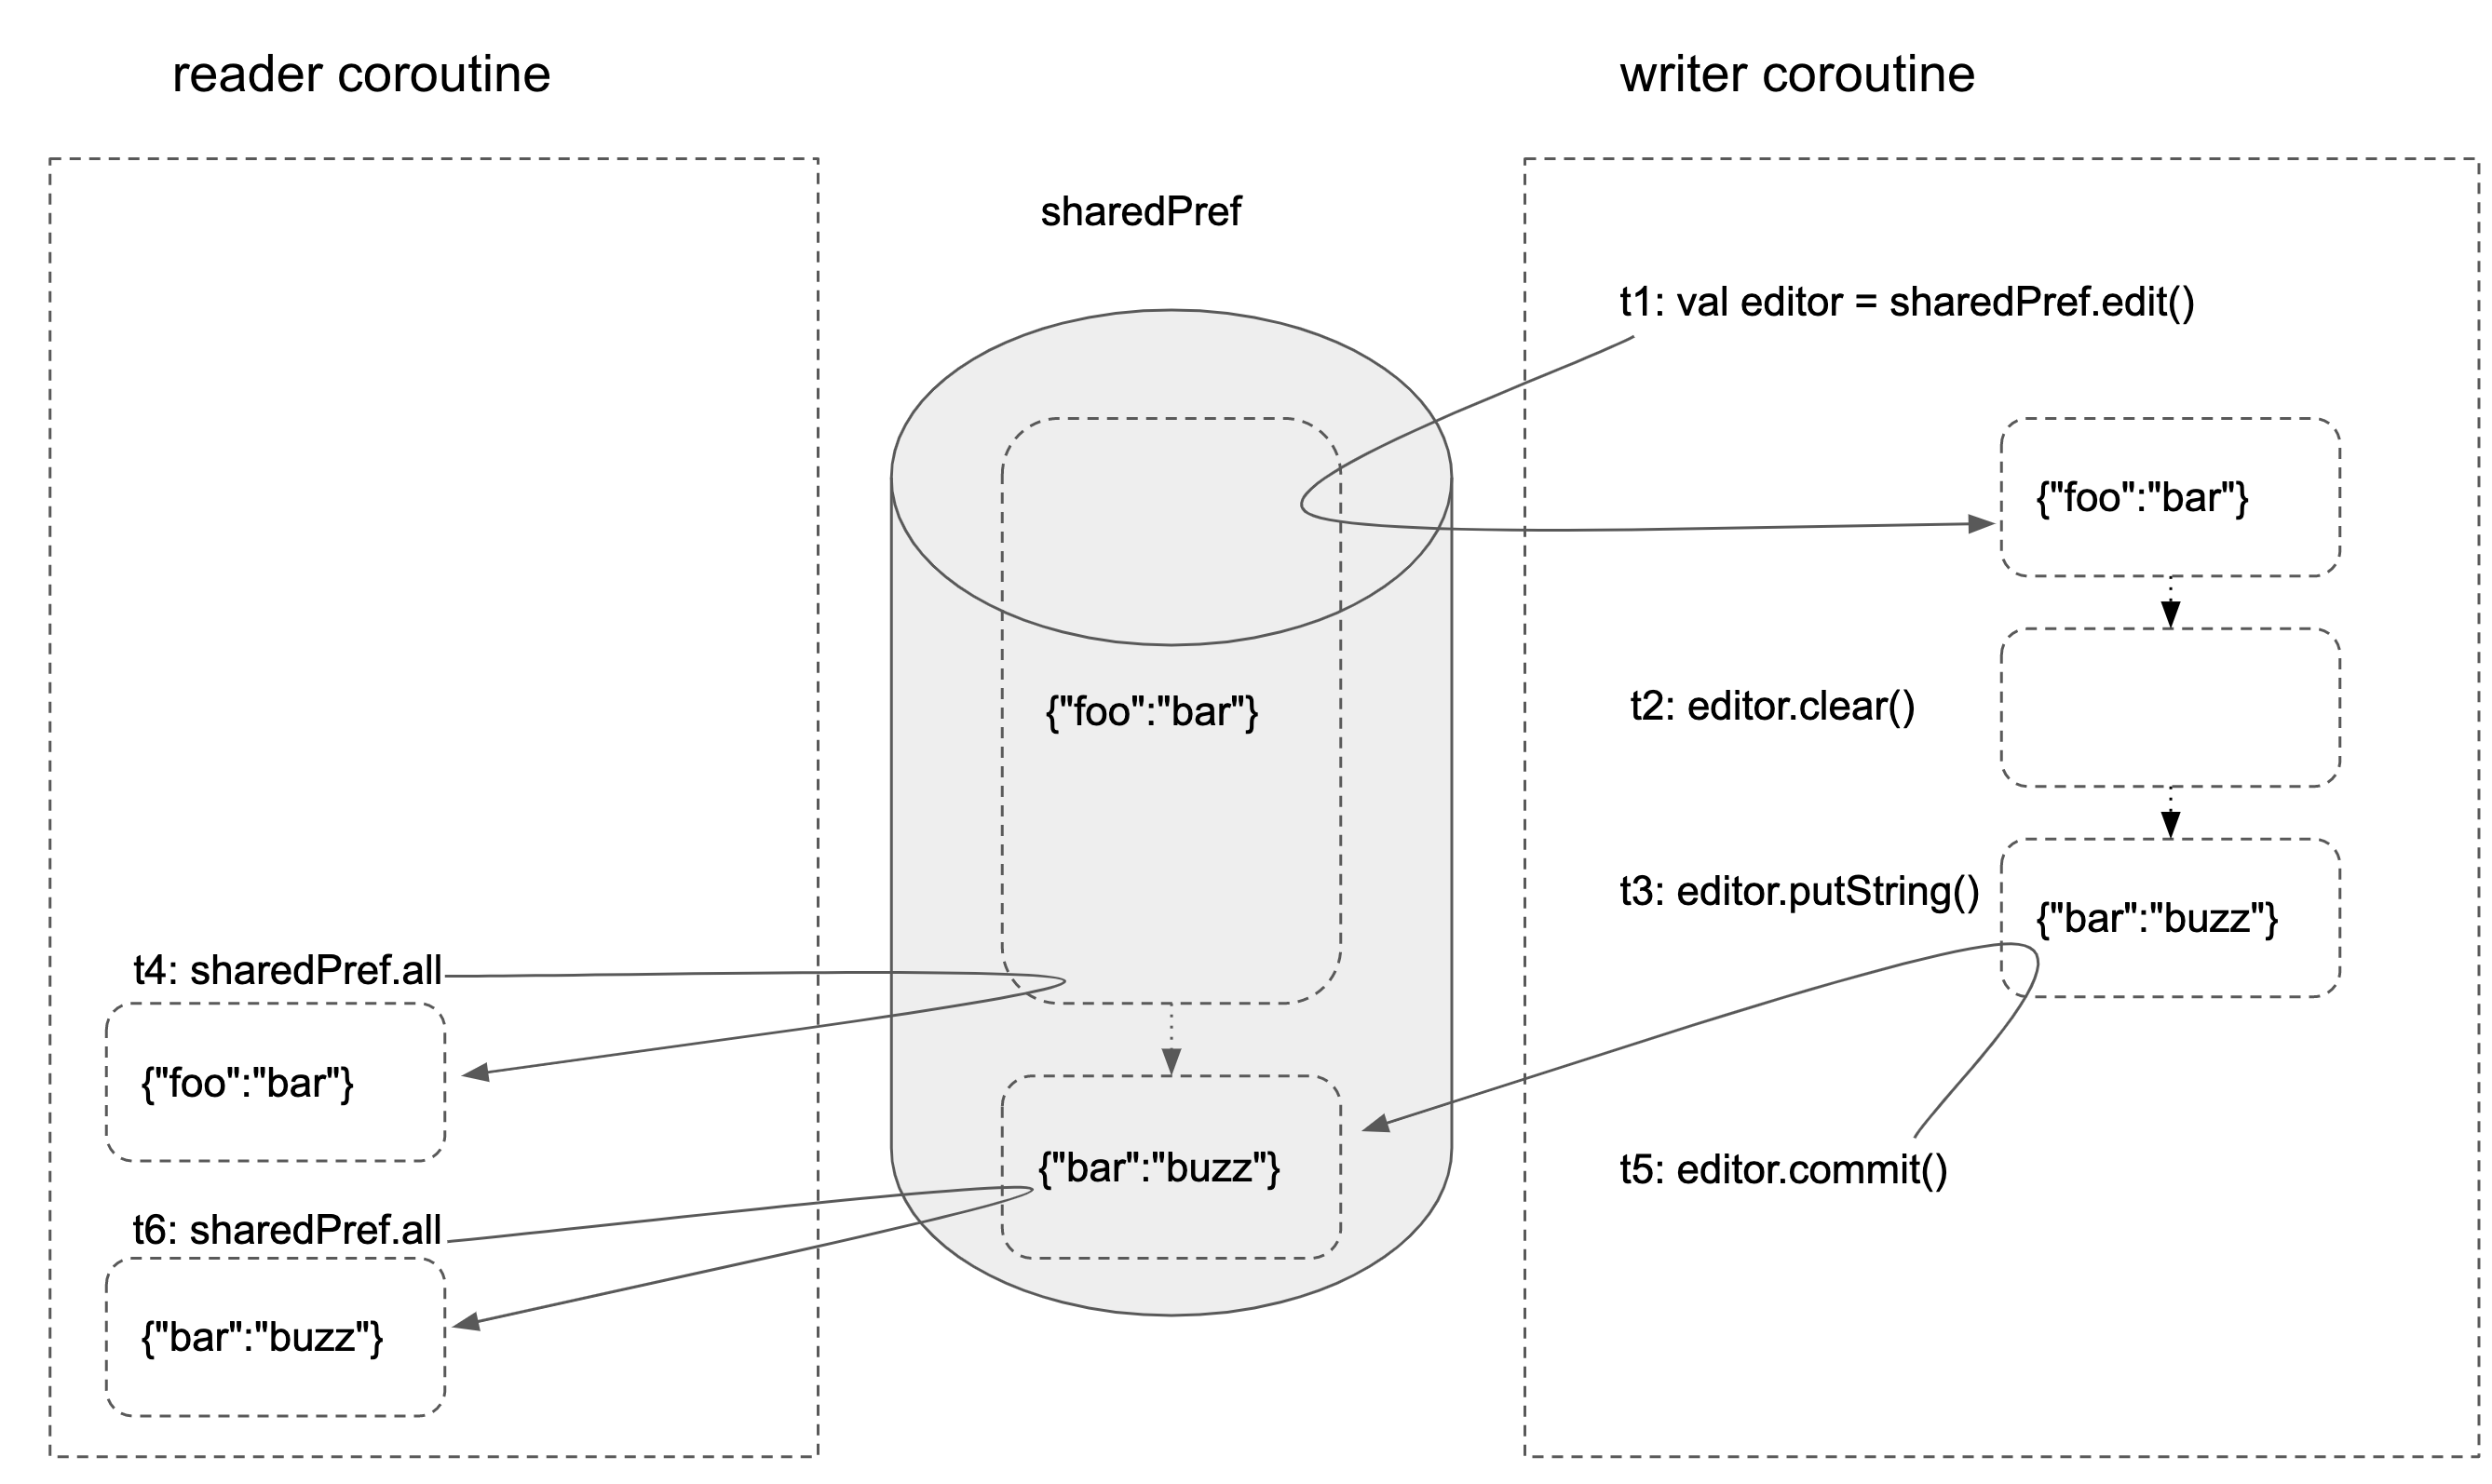 reader coroutine
writer coroutine
sharedPref
t1: val editor = sharedPref.edit()
{"foo":"bar"}
{"foo":"bar"}
t2: editor.clear()
t3: editor.putString()
{"bar":"buzz"}
t4: sharedPref.all
{"foo":"bar"}
{"bar":"buzz"}
t5: editor.commit()
t6: sharedPref.all
{"bar":"buzz"}